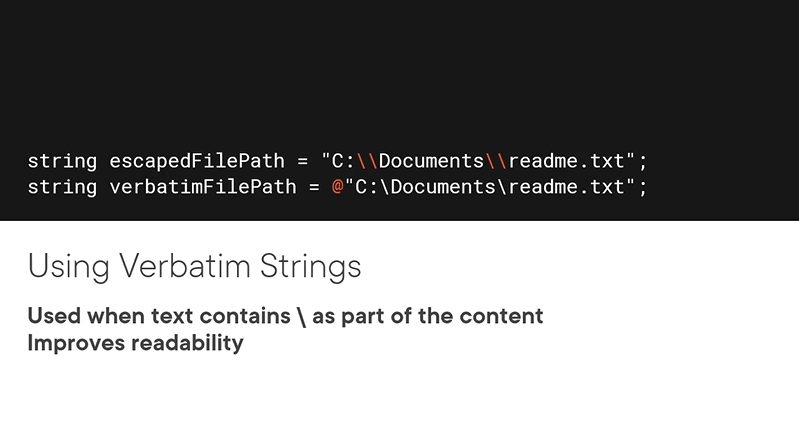 string escapedFilePath = "C:\\Documents\\readme.txt";
string verbatimFilePath = @"C:\Documents\readme.txt";
Using Verbatim Strings
Used when text contains \ as part of the content
Improves readability